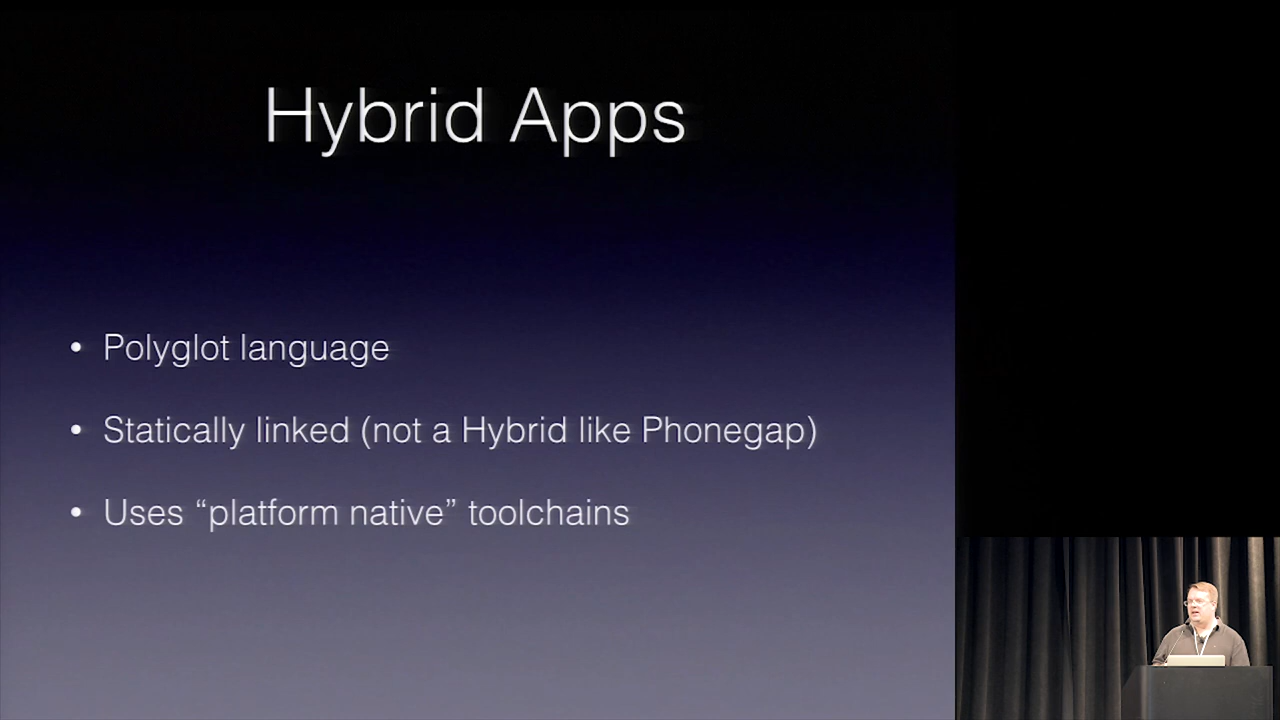 Hybrid Apps
• Polyglot language
• Statically linked (not a Hybrid like Phonegap)
• Uses “platform native” toolchains